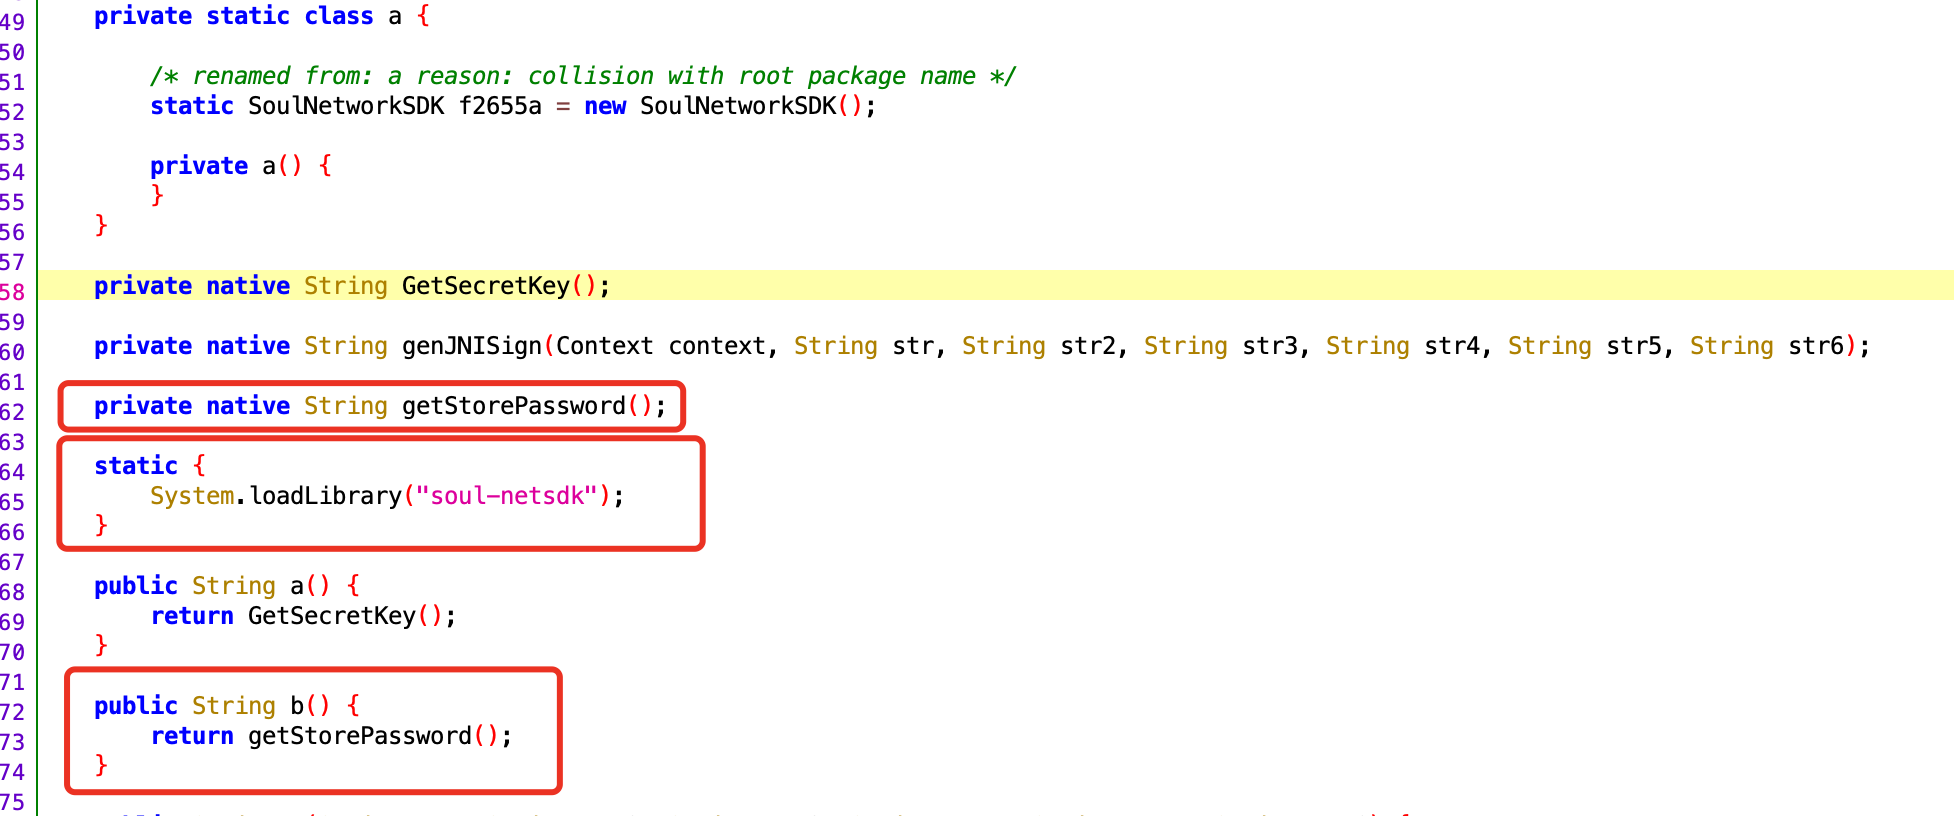 49 private static class a {
50
51 /* renamed from: a reason: collision with root package name */
52 static SoulNetworkSDK f2655a = new SoulNetworkSDK();
53
54 private a() {
55 }
56 }
57
58 private native String GetSecretKey();
59
60 private native String genJNISign(Context context, String str, String str2, String str3, String str4, String str5, String str6);
61
62 private native String getStorePassword();
63
64 static {
65 System.loadLibrary("soul-netsdk");
66 }
67
68 public String a() {
69 return GetSecretKey();
70 }
71
72 public String b() {
73 return getStorePassword();
74 }
75